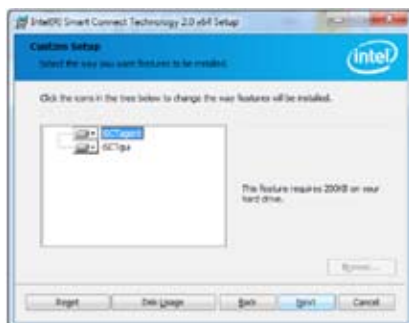 Intel(R) Smart Connect Technology 2.0 x64 Setup
Custom Setup
Select the way you want features to be installed.
intel
Click the icons in the tree below to change the way features will be installed.
ISCTagent
ISCTgui
This feature requires 200KB on your
hard drive.
Browse...
Reset
Disk Usage
Back
Next
Cancel